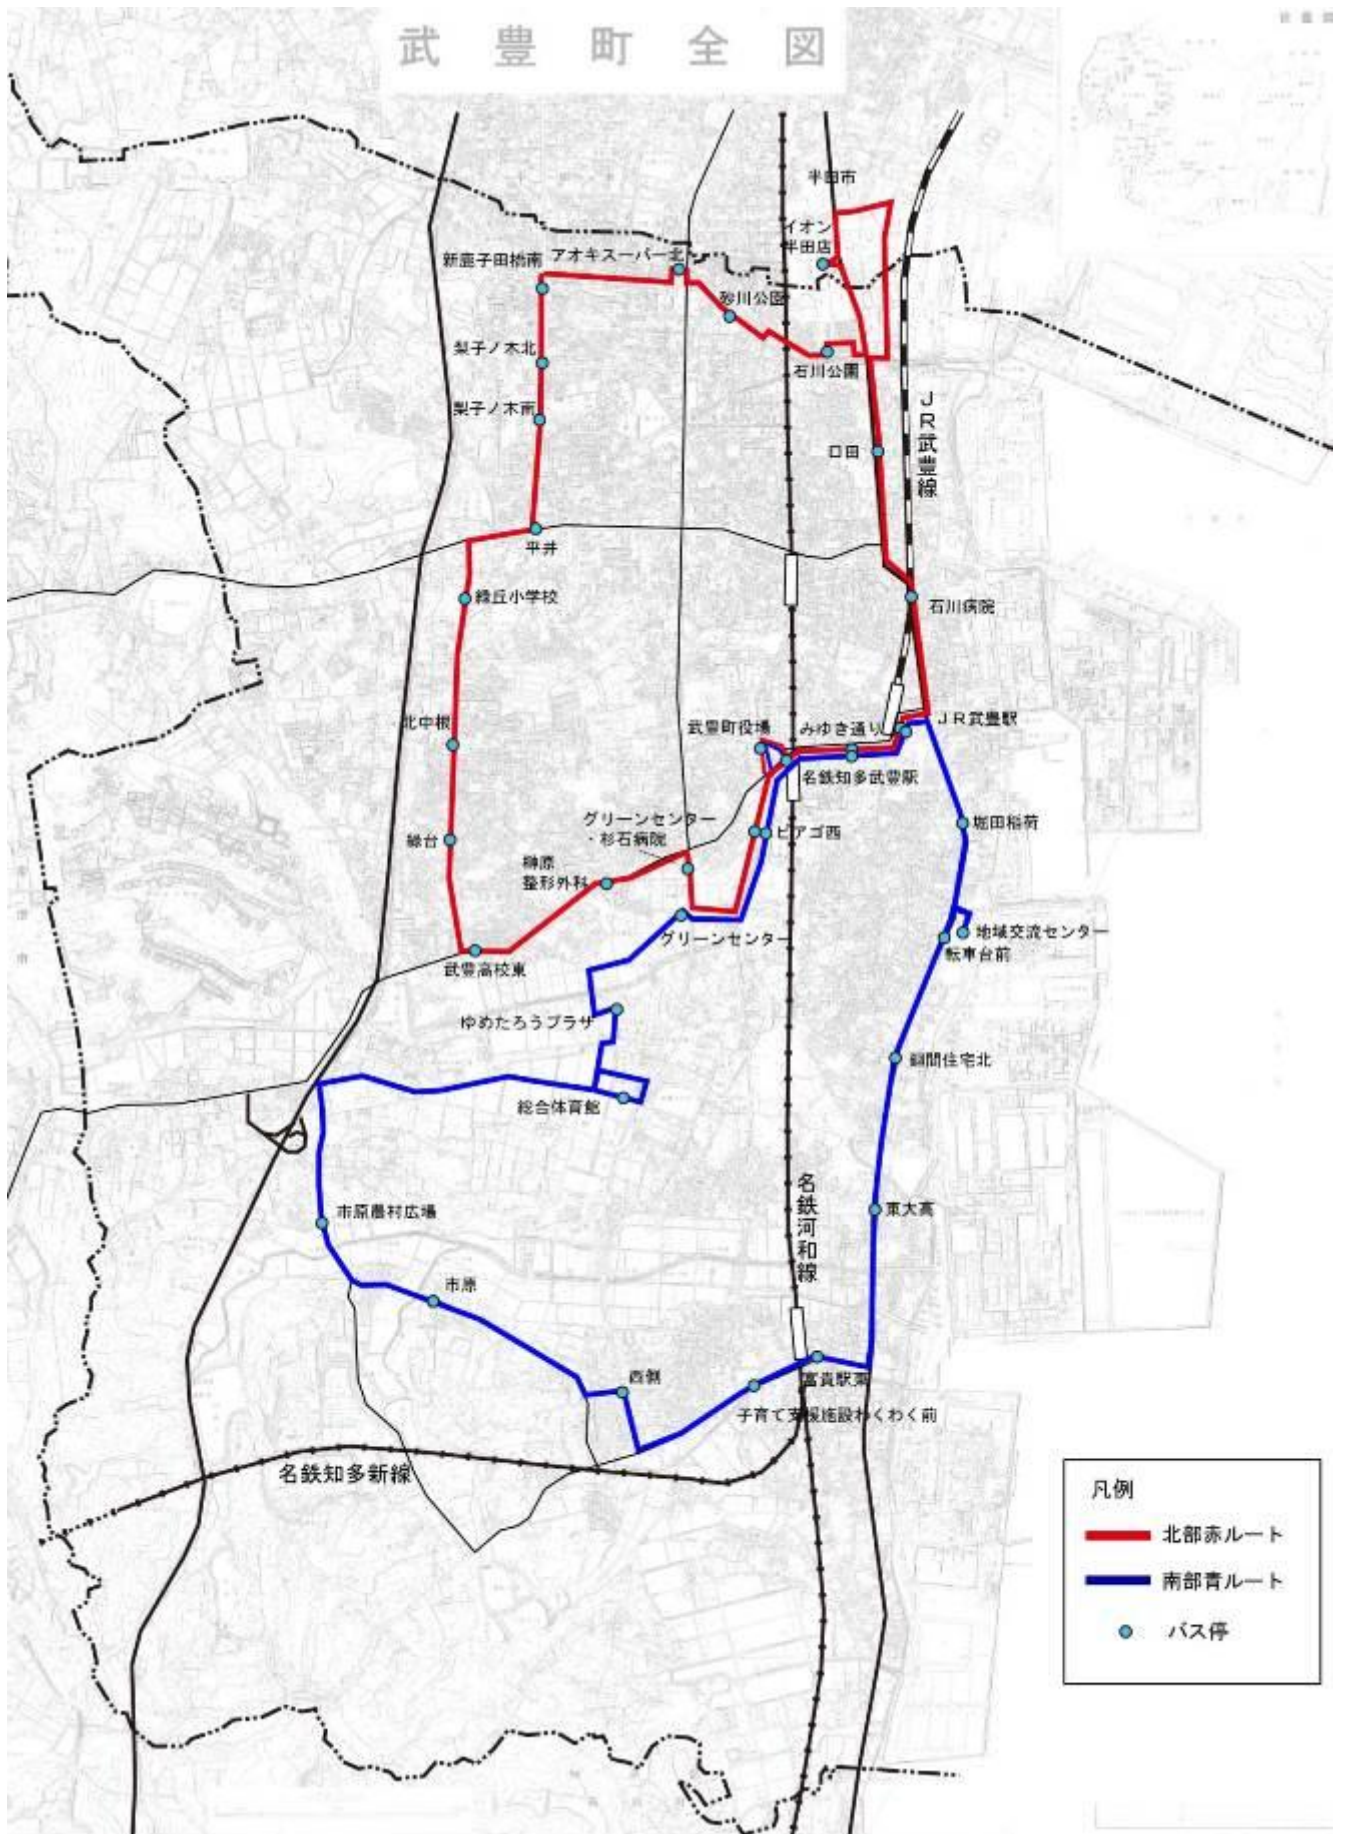 武豊町全図
半田市
イオン
半田店
アオキスーパー北
新鹿子田橋南
砂川公園
梨子ノ木北
石川公園
梨子ノ木南
口田
JR武豊線
平井
緑丘小学校
石川病院
北中根
武豊町役場
みゆき通り
JR武豊駅
名鉄知多武豊駅
グリーンセンター
・杉石病院
ピアゴ西
堀田稲荷
緑台
榊原
整形外科
グリーンセンター
地域交流センター
転車台前
武豊高校東
ゆめたろうプラザ
総合体育館
名鉄河和線
東大高
市原農村広場
市原
西側
富貴駅東
子育て支援施設わくわく前
名鉄知多新線
凡例
北部赤ルート
南部青ルート
バス停